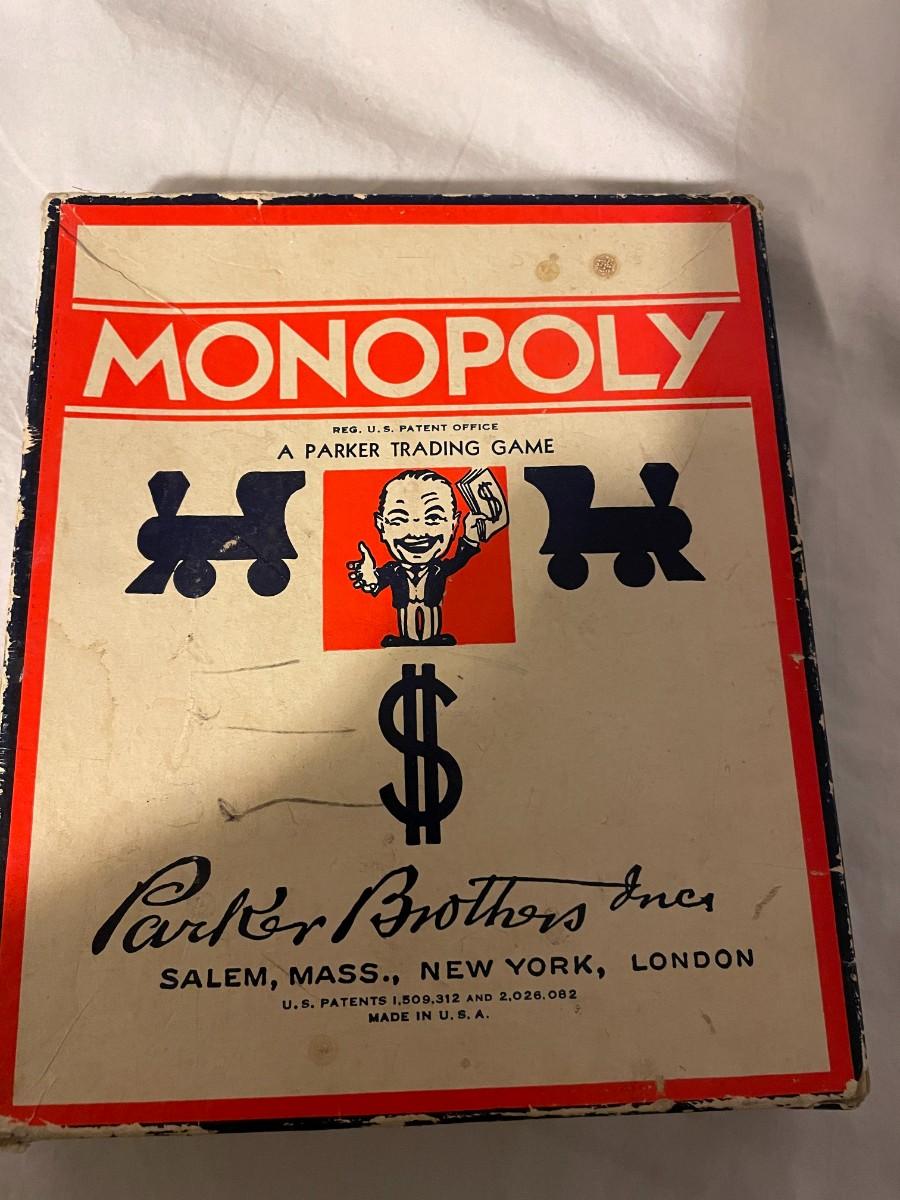 MONOPOLY
REG. U.S. PATENT OFFICE
A PARKER TRADING GAME
$
$
Parker Brothers Inc.
SALEM, MASS., NEW YORK, LONDON
U.S. PATENTS 1,509,312 AND 2,026,082
MADE IN U.S.A.